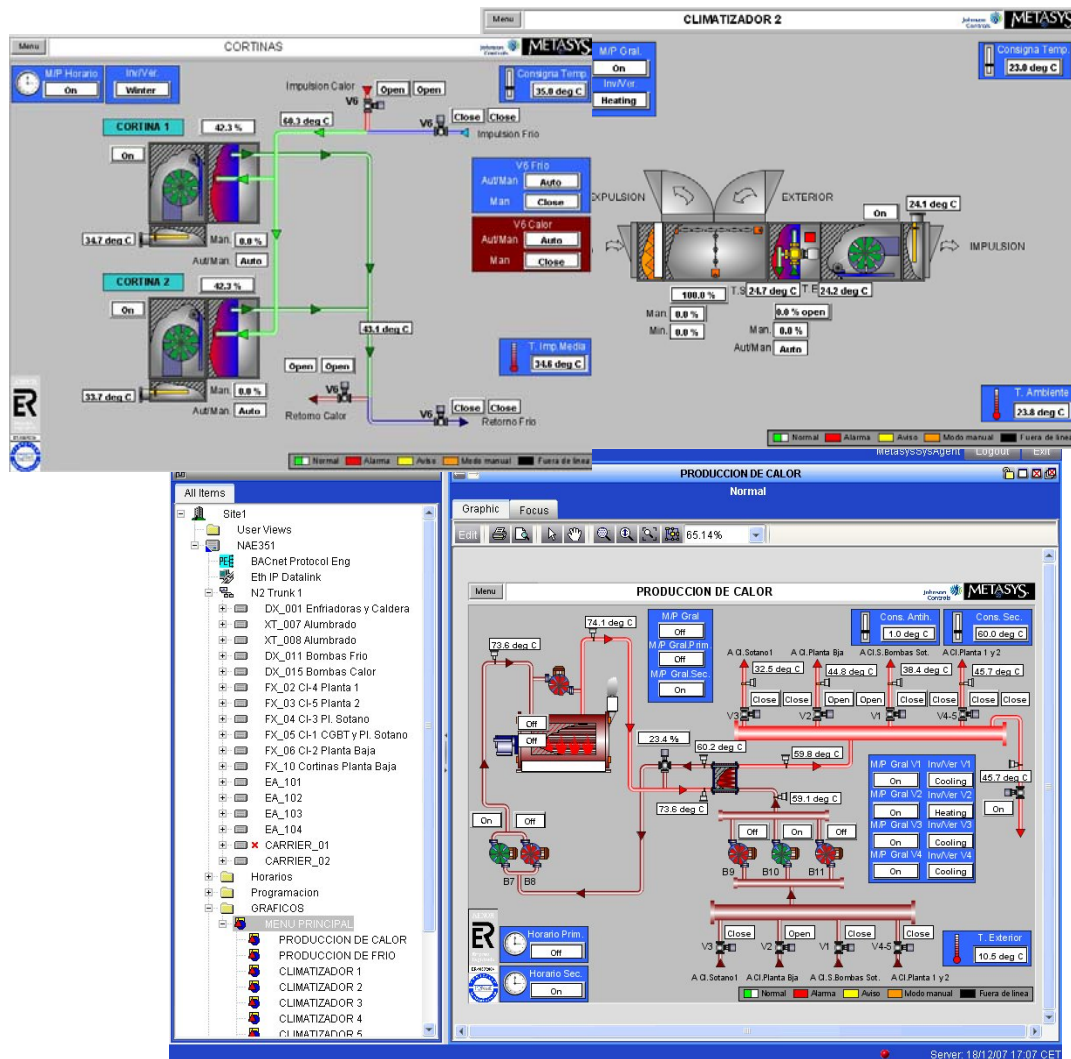 Menu
CLIMATIZADOR 2
Johnson Controls
METASYS
M/P Gral.
On
Inv/Ver.
Heating
Consigna Temp.
23.0 deg C
EXPULSION
EXTERIOR
On
24.1 deg C
IMPULSION
100.0 %
T.S
24.7 deg C
T.E
24.2 deg C
Man.
0.0 %
Min.
0.0 %
0.0 % open
Man.
0.0 %
Aut/Man
Auto
T. Ambiente
23.8 deg C
Normal Alarma Aviso Modo manual Fuera de linea
Menu
CORTINAS
Johnson Controls
METASYS
M/P Horario
On
Inv/Ver.
Winter
Impulsion Calor
Open Open
V6
60.3 deg C
V6
Close Close
Impulsion Frio
Consigna Temp.
35.0 deg C
CORTINA 1
42.3 %
On
34.7 deg C
Man.
0.0 %
Aut/Man.
Auto
V6 Frio
Aut/Man
Auto
Man
Close
V6 Calor
Aut/Man
Auto
Man
Close
CORTINA 2
42.3 %
On
43.1 deg C
33.7 deg C
Man.
0.0 %
Aut/Man.
Auto
Open Open
V6
Retorno Calor
V6
Close Close
Retorno Frio
T. Imp.Media
34.6 deg C
ER
Normal Alarma Aviso Modo manual Fuera de linea
MetasysSysAgent Logout Exit
All Items
Site1
User Views
NAE351
BACnet Protocol Eng
Eth IP Datalink
N2 Trunk 1
DX_001 Enfriadoras y Caldera
XT_007 Alumbrado
XT_008 Alumbrado
DX_011 Bombas Frio
DX_015 Bombas Calor
FX_02 CI-4 Planta 1
FX_03 CI-5 Planta 2
FX_04 CI-3 Pl. Sotano
FX_05 CI-1 CGBT y Pl. Sotano
FX_06 CI-2 Planta Baja
FX_10 Cortinas Planta Baja
EA_101
EA_102
EA_103
EA_104
CARRIER_01
CARRIER_02
Horarios
Programacion
GRAFICOS
MENU PRINCIPAL
PRODUCCION DE CALOR
PRODUCCION DE FRIO
CLIMATIZADOR 1
CLIMATIZADOR 2
CLIMATIZADOR 3
CLIMATIZADOR 4
CLIMATIZADOR 5
PRODUCCION DE CALOR
Normal
Graphic Focus
Edit
65.14%
Menu
PRODUCCION DE CALOR
Johnson Controls
METASYS
M/P Gral
Off
M/P Gral.Prim.
Off
M/P Gral.Sec.
On
Cons. Antih.
1.0 deg C
Cons. Sec.
60.0 deg C
74.1 deg C
73.6 deg C
A Cl.Sotano1 A Cl.Planta Bja A Cl.S.Bombas Sot. A Cl.Planta 1 y 2
32.5 deg C
44.8 deg C
38.4 deg C
45.7 deg C
Close Close Open Open Close Close Close Close
V3 V2 V1 V4-5
Off
Off
23.4 %
60.2 deg C
59.8 deg C
73.6 deg C
59.1 deg C
45.7 deg C
On
M/P Gral V1 Inv/Ver V1
On Cooling
M/P Gral V2 Inv/Ver V2
On Heating
M/P Gral V3 Inv/Ver V3
On Cooling
M/P Gral V4 Inv/Ver V4
On Cooling
On Off
B7 B8
Off On Off
B9 B10 B11
Close Open Close Close
V3 V2 V1 V4-5
A Cl.Sotano1 A Cl.Planta Bja A Cl.S.Bombas Sot. A Cl.Planta 1 y 2
ER
Horario Prim.
Off
Horario Sec.
On
T. Exterior
10.5 deg C
Normal Alarma Aviso Modo manual Fuera de linea
Server: 18/12/07 17:07 CET